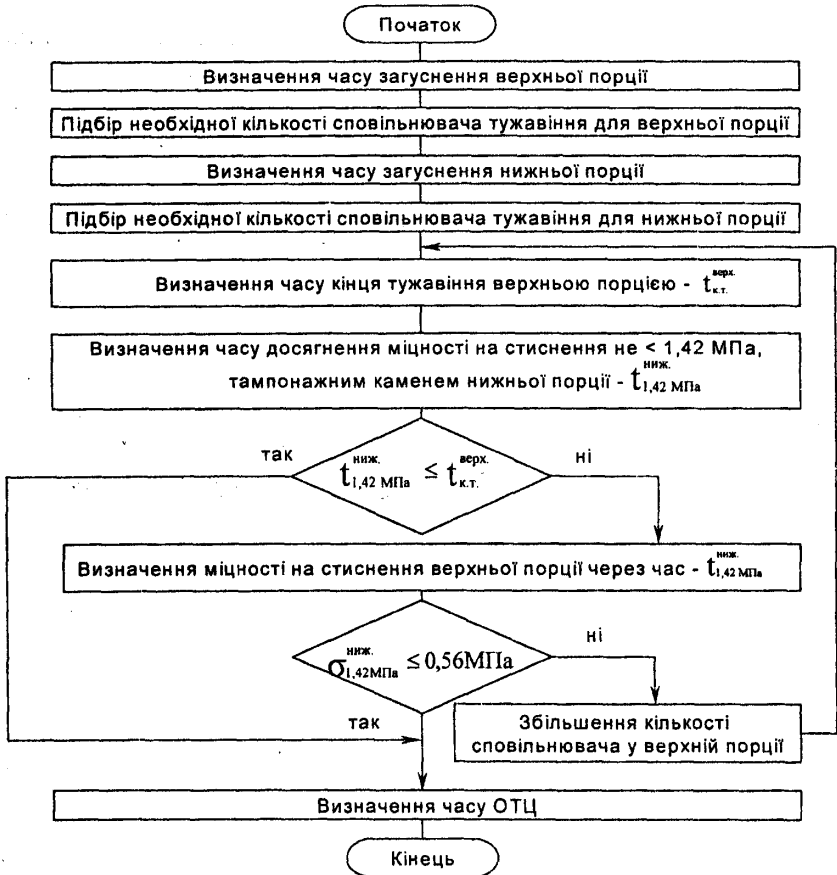 Початок
Визначення часу загуснення верхньої порції
Підбір необхідної кількості сповільнювача тужавіння для верхньої порції
Визначення часу загуснення нижньої порції
Підбір необхідної кількості сповільнювача тужавіння для нижньої порції
Визначення часу кінця тужавіння верхньою порцією - t к.т. верх.
Визначення часу досягнення міцності на стиснення не < 1,42 МПа,
тампонажним каменем нижньої порції - t 1,42 МПа ниж.
так
t 1,42 МПа ниж. ≤ t к.т. верх.
ні
Визначення міцності на стиснення верхньої порції через час - t 1,42 МПа ниж.
σ 1,42МПа ниж. ≤ 0,56МПа
ні
так
Збільшення кількості
сповільнювача у верхній порції
Визначення часу ОТЦ
Кінець